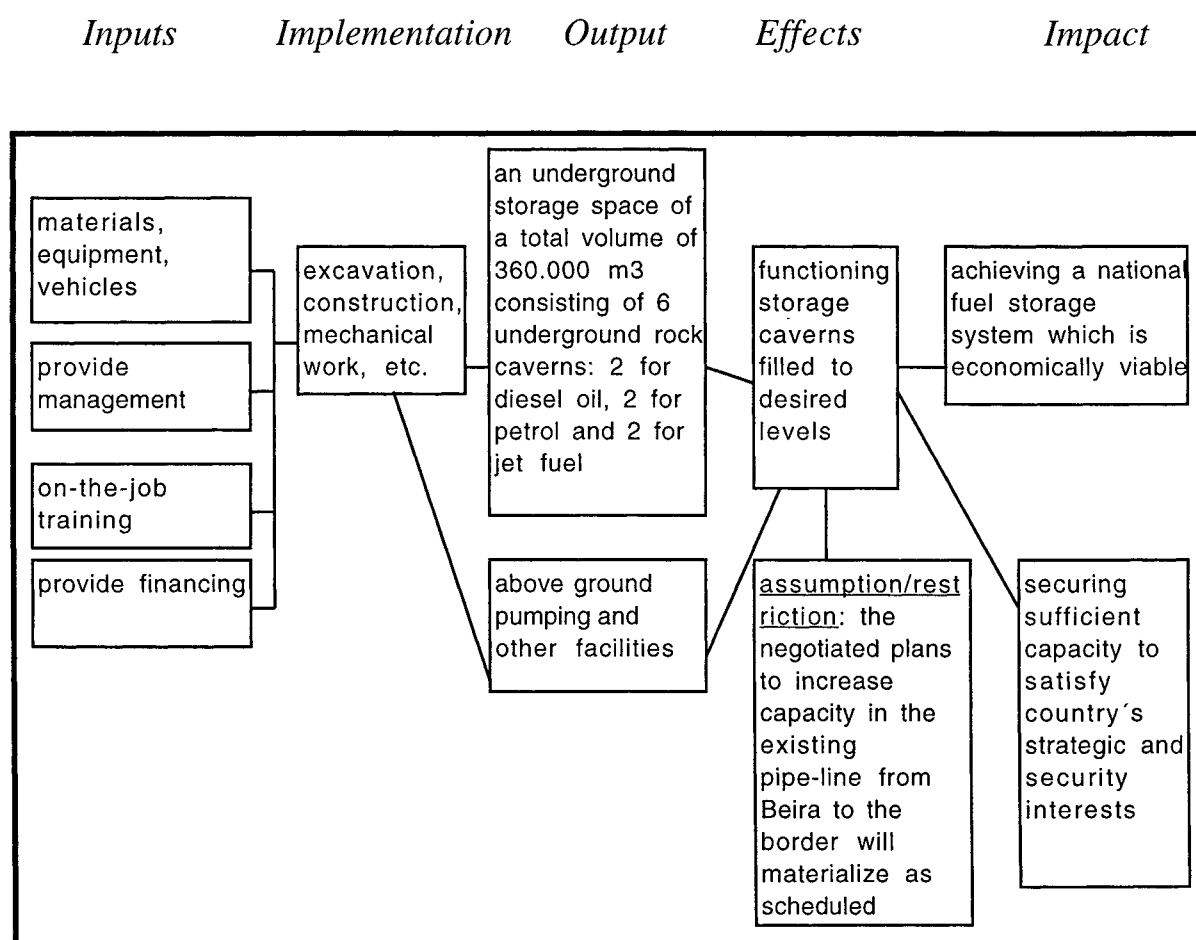 Inputs Implementation Output Effects Impact
materials,
equipment,
vehicles
provide
management
on-the-job
training
provide financing
excavation,
construction,
mechanical
work, etc.
an underground
storage space of
a total volume of
360.000 m3
consisting of 6
underground rock
caverns: 2 for
diesel oil, 2 for
petrol and 2 for
jet fuel
above ground
pumping and
other facilities
functioning
storage
caverns
filled to
desired
levels
assumption/rest
riction: the
negotiated plans
to increase
capacity in the
existing
pipe-line from
Beira to the
border will
materialize as
scheduled
achieving a national
fuel storage
system which is
economically viable
securing
sufficient
capacity to
satisfy
country´s
strategic and
security
interests